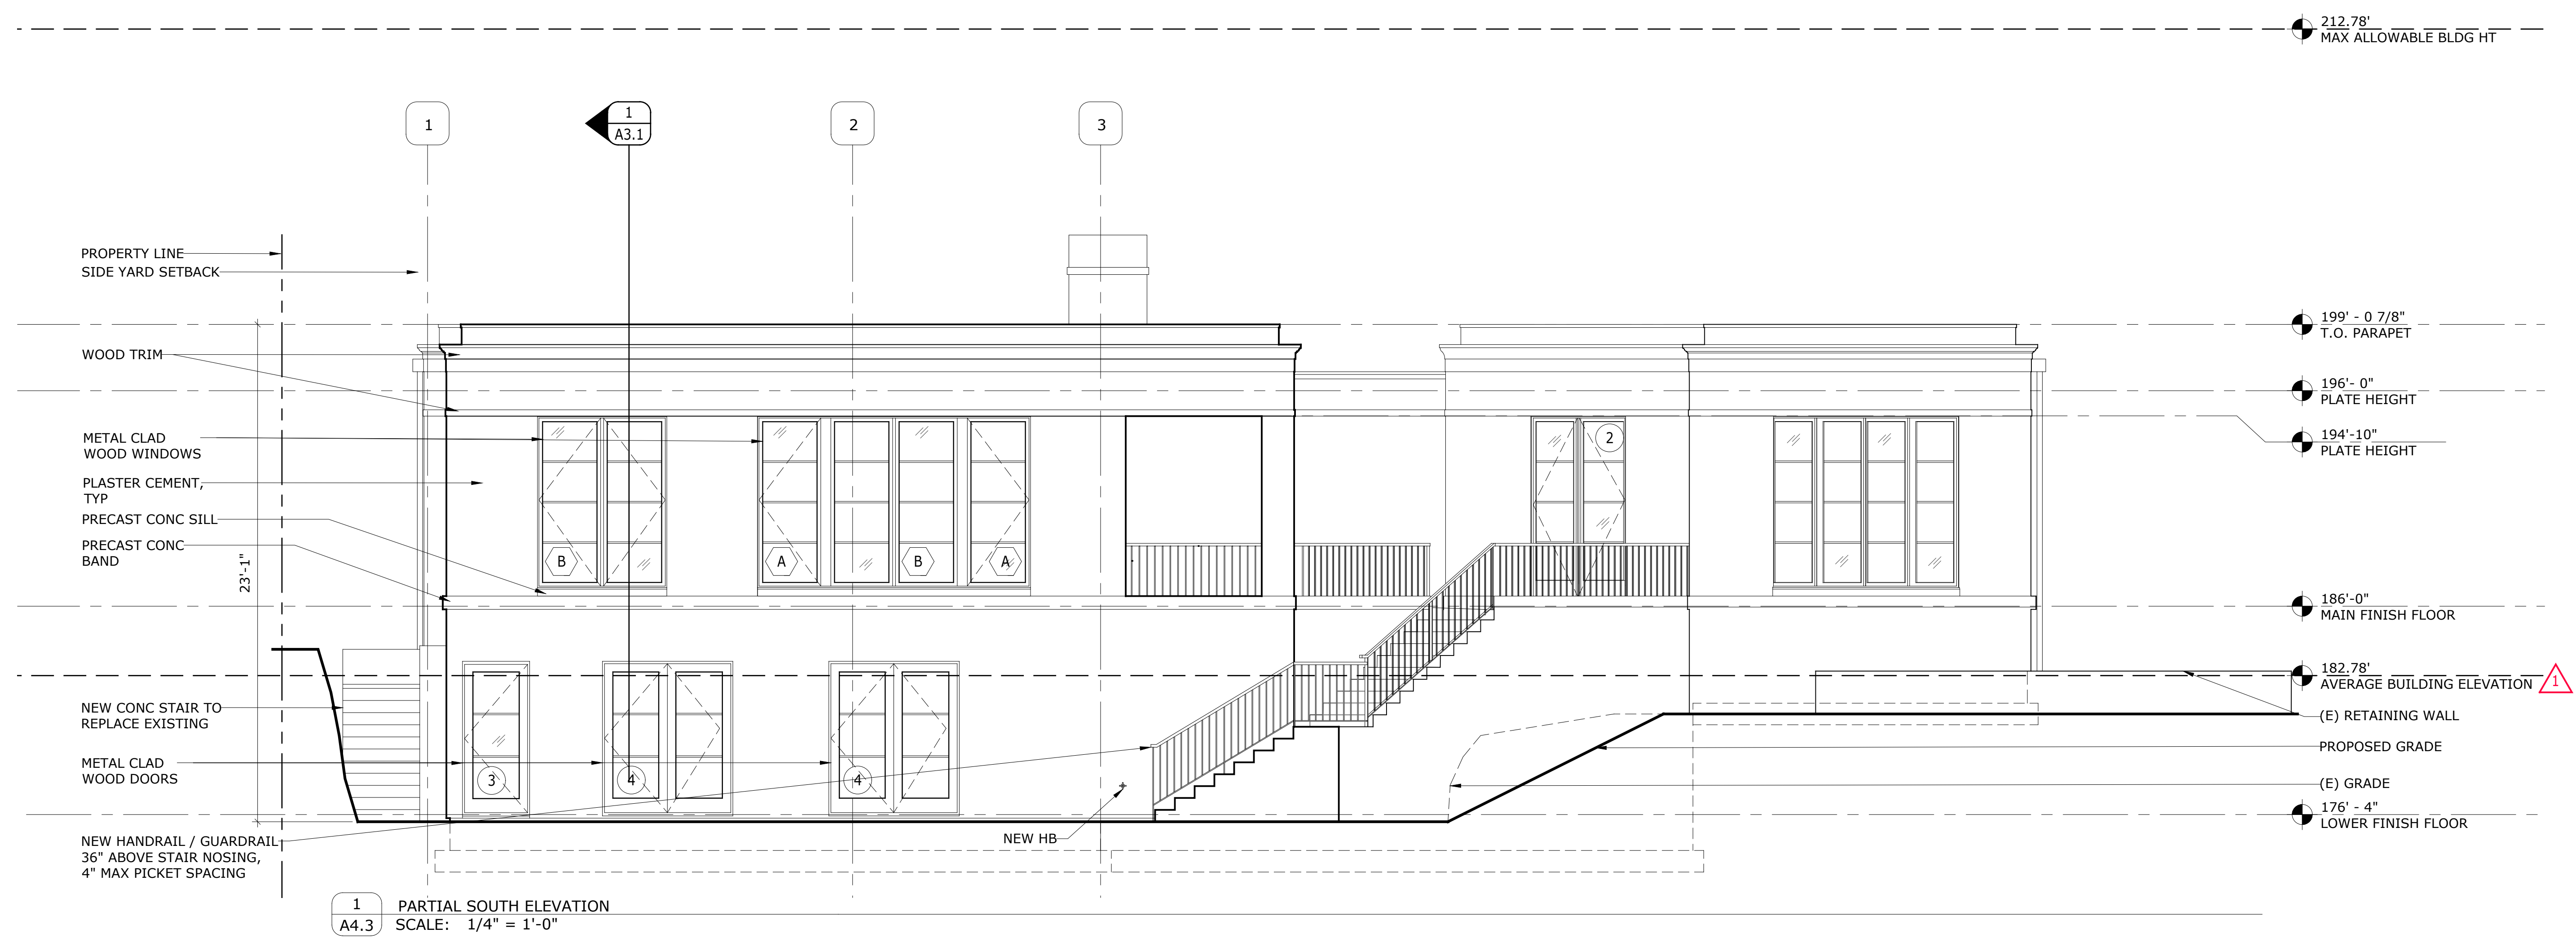 212.78'
MAX ALLOWABLE BLDG HT
1
1
A3.1
2
3
PROPERTY LINE
SIDE YARD SETBACK
199' - 0 7/8"
T.O. PARAPET
WOOD TRIM
196'- 0"
PLATE HEIGHT
METAL CLAD
WOOD WINDOWS
2
194'-10"
PLATE HEIGHT
PLASTER CEMENT,
TYP
PRECAST CONC SILL
PRECAST CONC
BAND
B
A
B
A
23'-1"
186'-0"
MAIN FINISH FLOOR
182.78'
AVERAGE BUILDING ELEVATION
1
NEW CONC STAIR TO
REPLACE EXISTING
(E) RETAINING WALL
PROPOSED GRADE
METAL CLAD
WOOD DOORS
3
4
4
(E) GRADE
176' - 4"
LOWER FINISH FLOOR
NEW HANDRAIL / GUARDRAIL
36" ABOVE STAIR NOSING,
4" MAX PICKET SPACING
NEW HB
1
A4.3
PARTIAL SOUTH ELEVATION
SCALE: 1/4" = 1'-0"